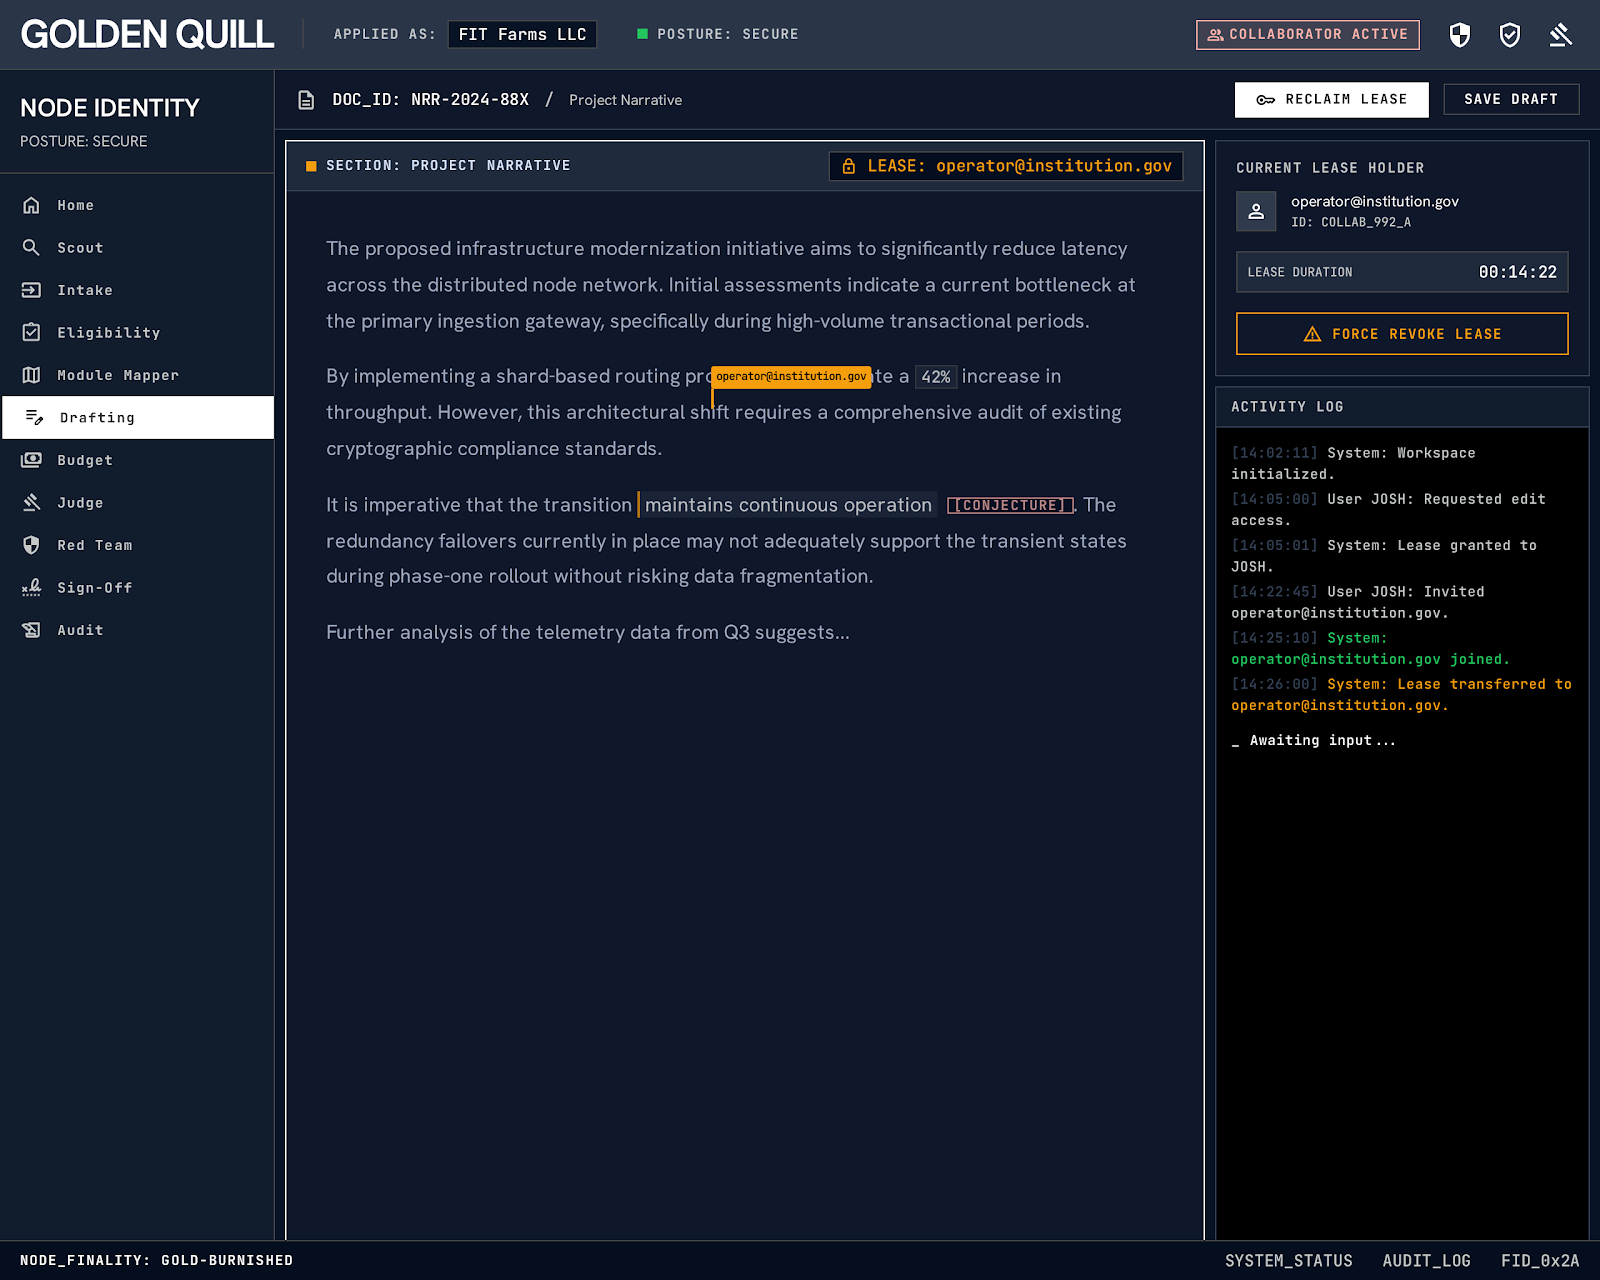 GOLDEN QUILL
APPLIED AS: FIT Farms LLC
POSTURE: SECURE
COLLABORATOR ACTIVE
NODE IDENTITY
POSTURE: SECURE
Home
Scout
Intake
Eligibility
Module Mapper
Drafting
Budget
Judge
Red Team
Sign-Off
Audit
DOC_ID: NRR-2024-88X / Project Narrative
RECLAIM LEASE
SAVE DRAFT
SECTION: PROJECT NARRATIVE
LEASE: operator@institution.gov
The proposed infrastructure modernization initiative aims to significantly reduce latency
across the distributed node network. Initial assessments indicate a current bottleneck at
the primary ingestion gateway, specifically during high-volume transactional periods.
By implementing a shard-based routing operator@institution.gov a 42% increase in
throughput. However, this architectural shift requires a comprehensive audit of existing
cryptographic compliance standards.
It is imperative that the transition maintains continuous operation [CONJECTURE]. The
redundancy failovers currently in place may not adequately support the transient states
during phase-one rollout without risking data fragmentation.
Further analysis of the telemetry data from Q3 suggests...
CURRENT LEASE HOLDER
operator@institution.gov
ID: COLLAB_992_A
LEASE DURATION 00:14:22
FORCE REVOKE LEASE
ACTIVITY LOG
[14:02:11] System: Workspace
initialized.
[14:05:00] User JOSH: Requested edit
access.
[14:05:01] System: Lease granted to
JOSH.
[14:22:45] User JOSH: Invited
operator@institution.gov.
[14:25:10] System:
operator@institution.gov joined.
[14:26:00] System: Lease transferred to
operator@institution.gov.
_ Awaiting input...
NODE_FINALITY: GOLD-BURNISHED
SYSTEM_STATUS
AUDIT_LOG
FID_0x2A